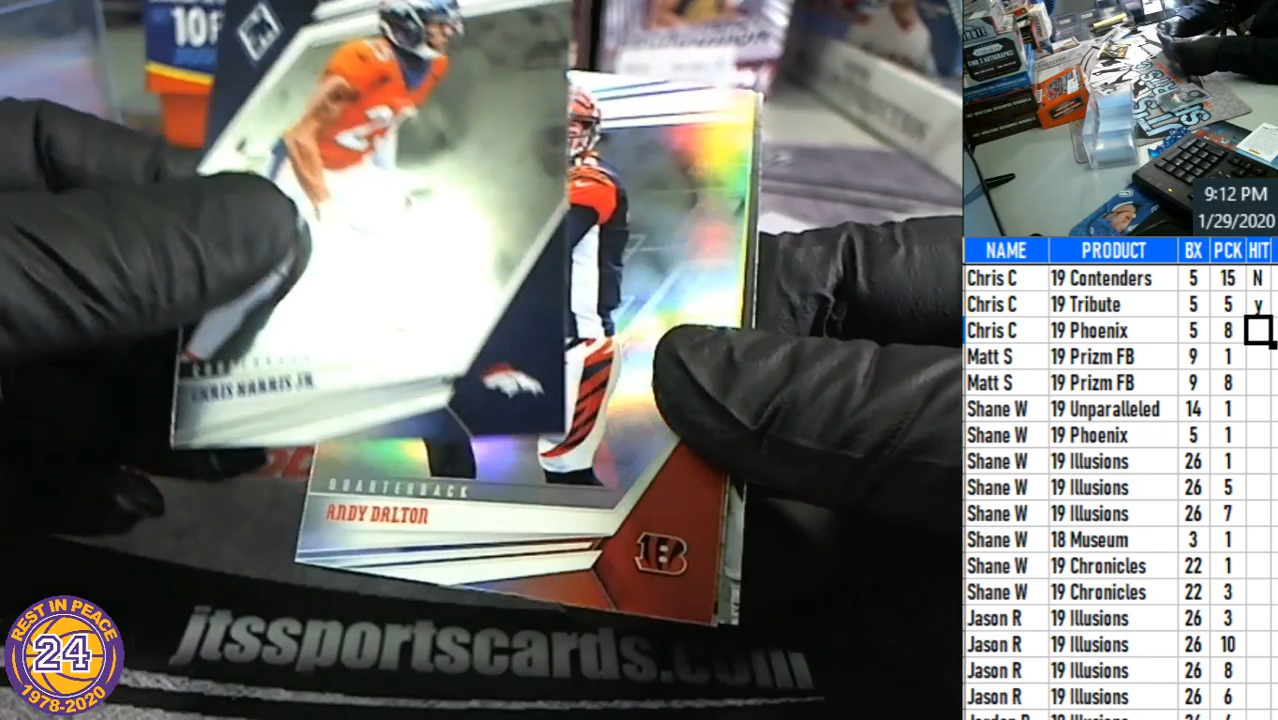 10
CORNERBACK
CHRIS HARRIS JR.
QUARTERBACK
ANDY DALTON
B
jtssportscards.com
REST IN PEACE
24
1978-2020
9:12 PM
1/29/2020
NAME PRODUCT BX PCK HIT
Chris C 19 Contenders 5 15 N
Chris C 19 Tribute 5 5 y
Chris C 19 Phoenix 5 8
Matt S 19 Prizm FB 9 1
Matt S 19 Prizm FB 9 8
Shane W 19 Unparalleled 14 1
Shane W 19 Phoenix 5 1
Shane W 19 Illusions 26 1
Shane W 19 Illusions 26 5
Shane W 19 Illusions 26 7
Shane W 18 Museum 3 1
Shane W 19 Chronicles 22 1
Shane W 19 Chronicles 22 3
Jason R 19 Illusions 26 3
Jason R 19 Illusions 26 10
Jason R 19 Illusions 26 8
Jason R 19 Illusions 26 6